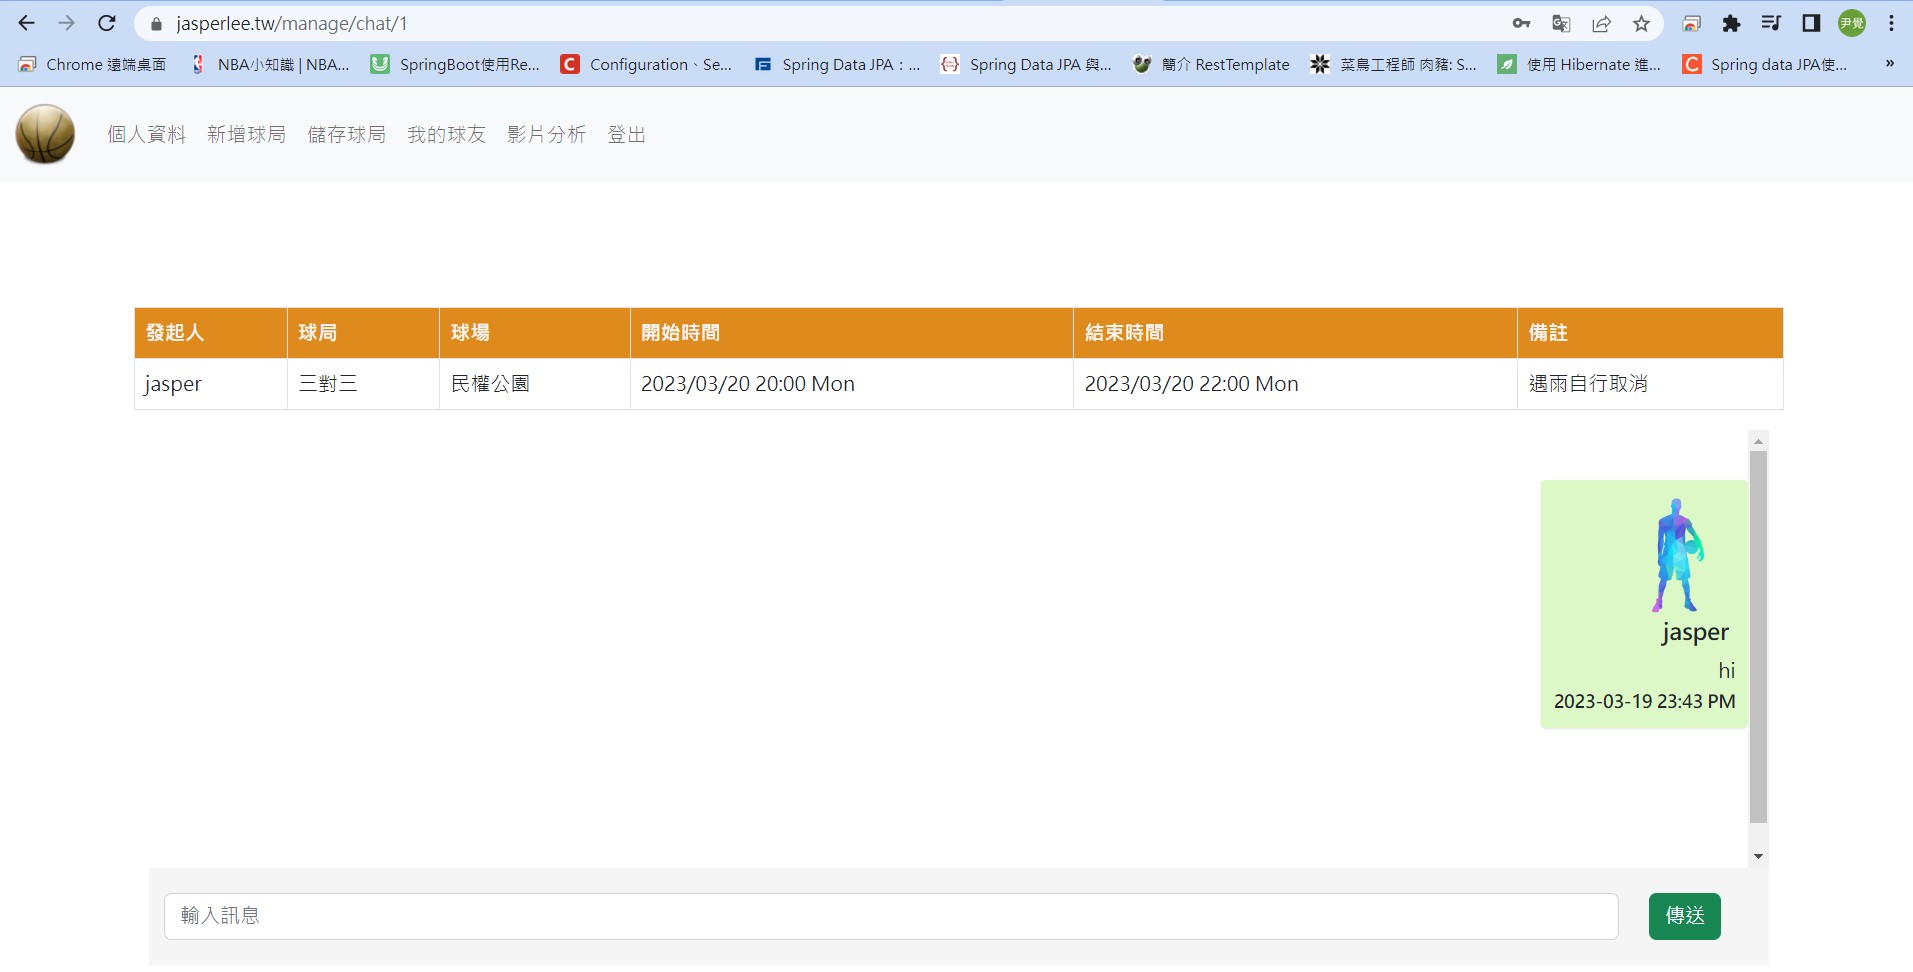 jasperlee.tw/manage/chat/1
尹覺
Chrome 遠端桌面 NBA小知識 | NBA... SpringBoot使用Re... Configuration、Se... Spring Data JPA：... Spring Data JPA 與... 簡介 RestTemplate 菜鳥工程師 肉豬: S... 使用 Hibernate 進... Spring data JPA使... »
個人資料 新增球局 儲存球局 我的球友 影片分析 登出
發起人 球局 球場 開始時間 結束時間 備註
jasper 三對三 民權公園 2023/03/20 20:00 Mon 2023/03/20 22:00 Mon 遇雨自行取消
jasper
hi
2023-03-19 23:43 PM
輸入訊息 傳送